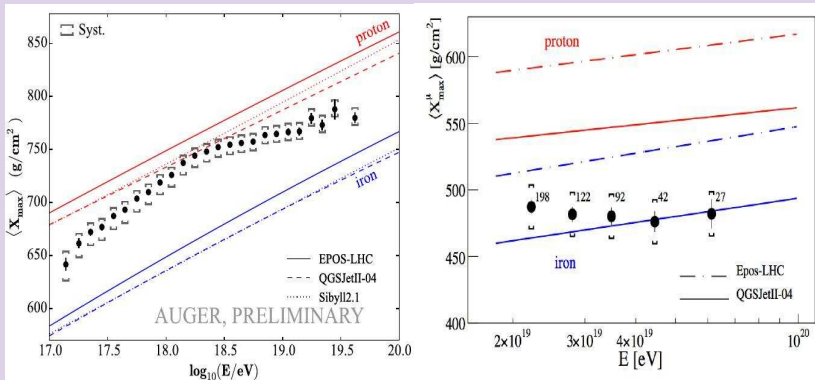 850
800
750
700
650
600
⟨X_max⟩ (g/cm²)
Syst.
proton
iron
EPOS-LHC
QGSJetII-04
Sibyll2.1
AUGER, PRELIMINARY
17.0 17.5 18.0 18.5 19.0 19.5 20.0
log₁₀(E/eV)
600
550
500
450
400
⟨X^μ_max⟩ [g/cm²]
proton
198 122 92 42 27
iron
Epos-LHC
QGSJetII-04
2×10¹⁹ 3×10¹⁹ 4×10¹⁹ 10²⁰
E [eV]